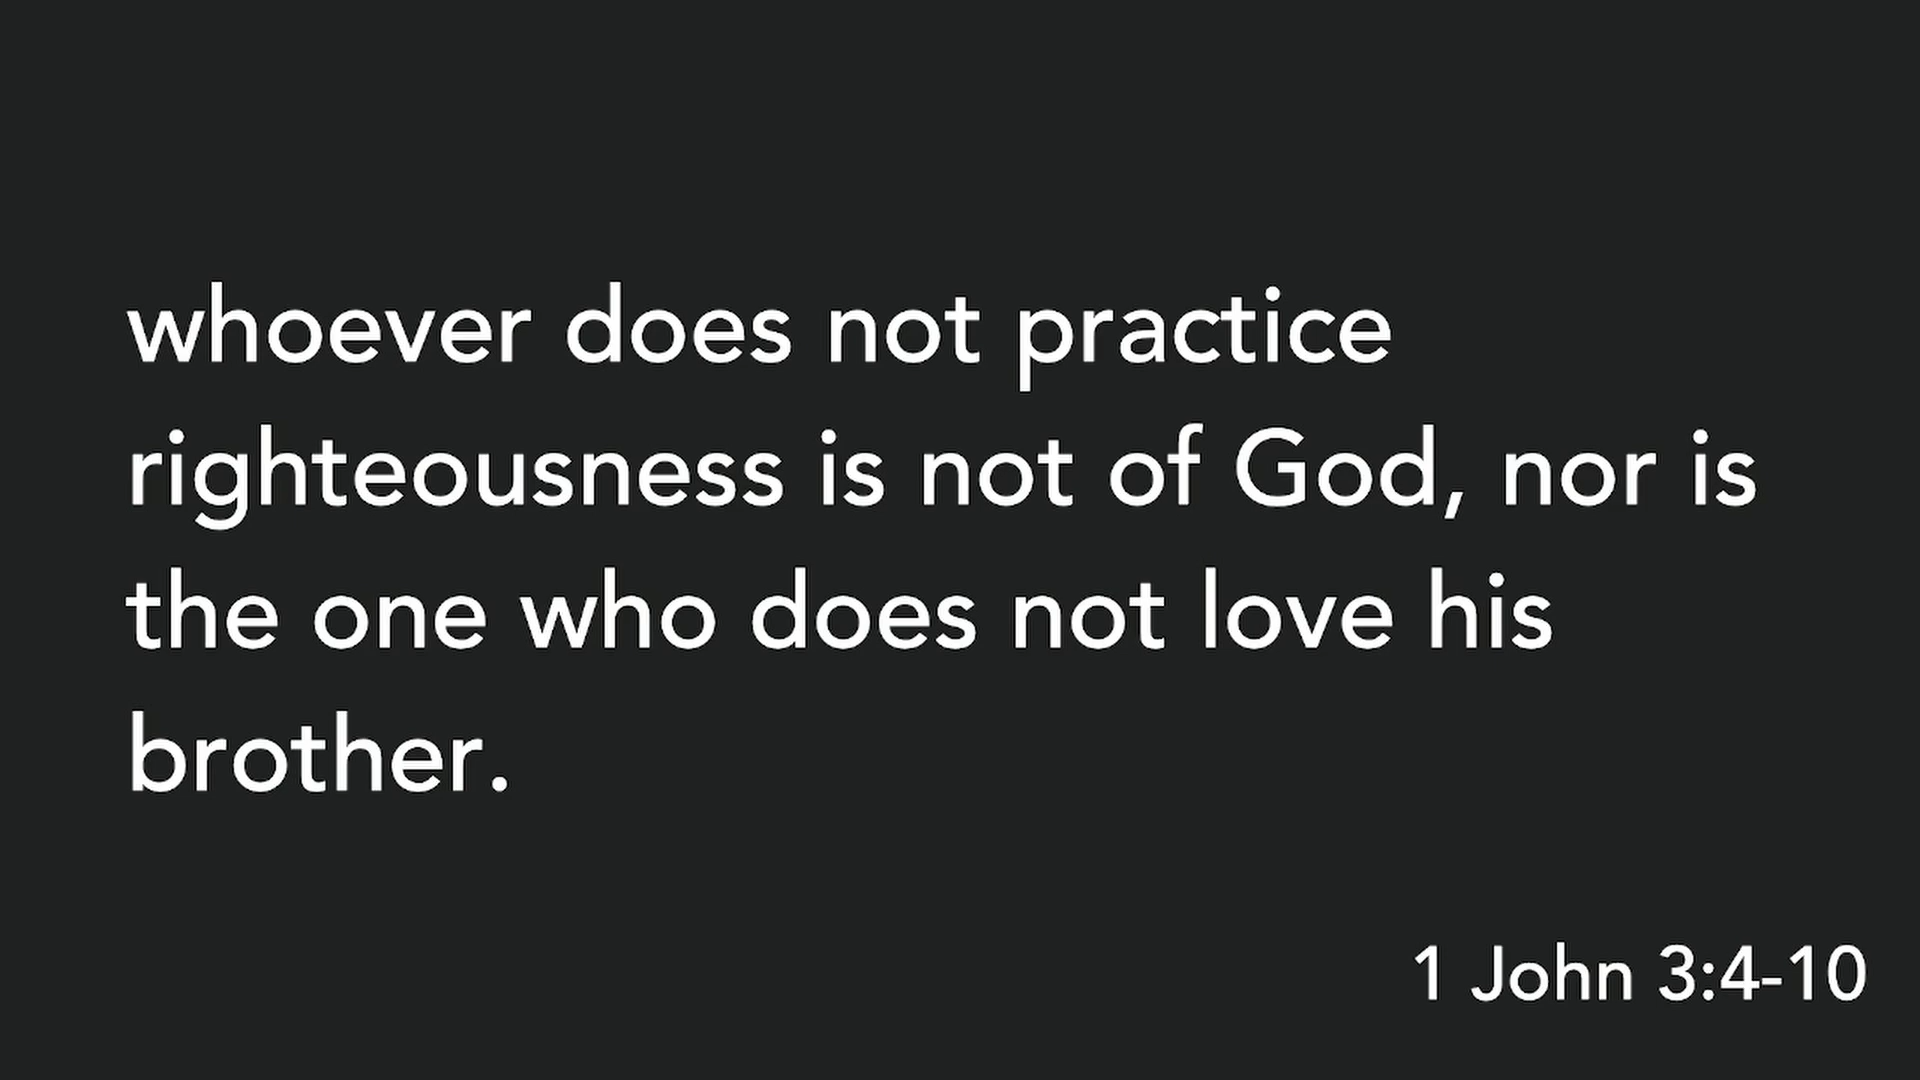 whoever does not practice
righteousness is not of God, nor is
the one who does not love his
brother.
1 John 3:4-10